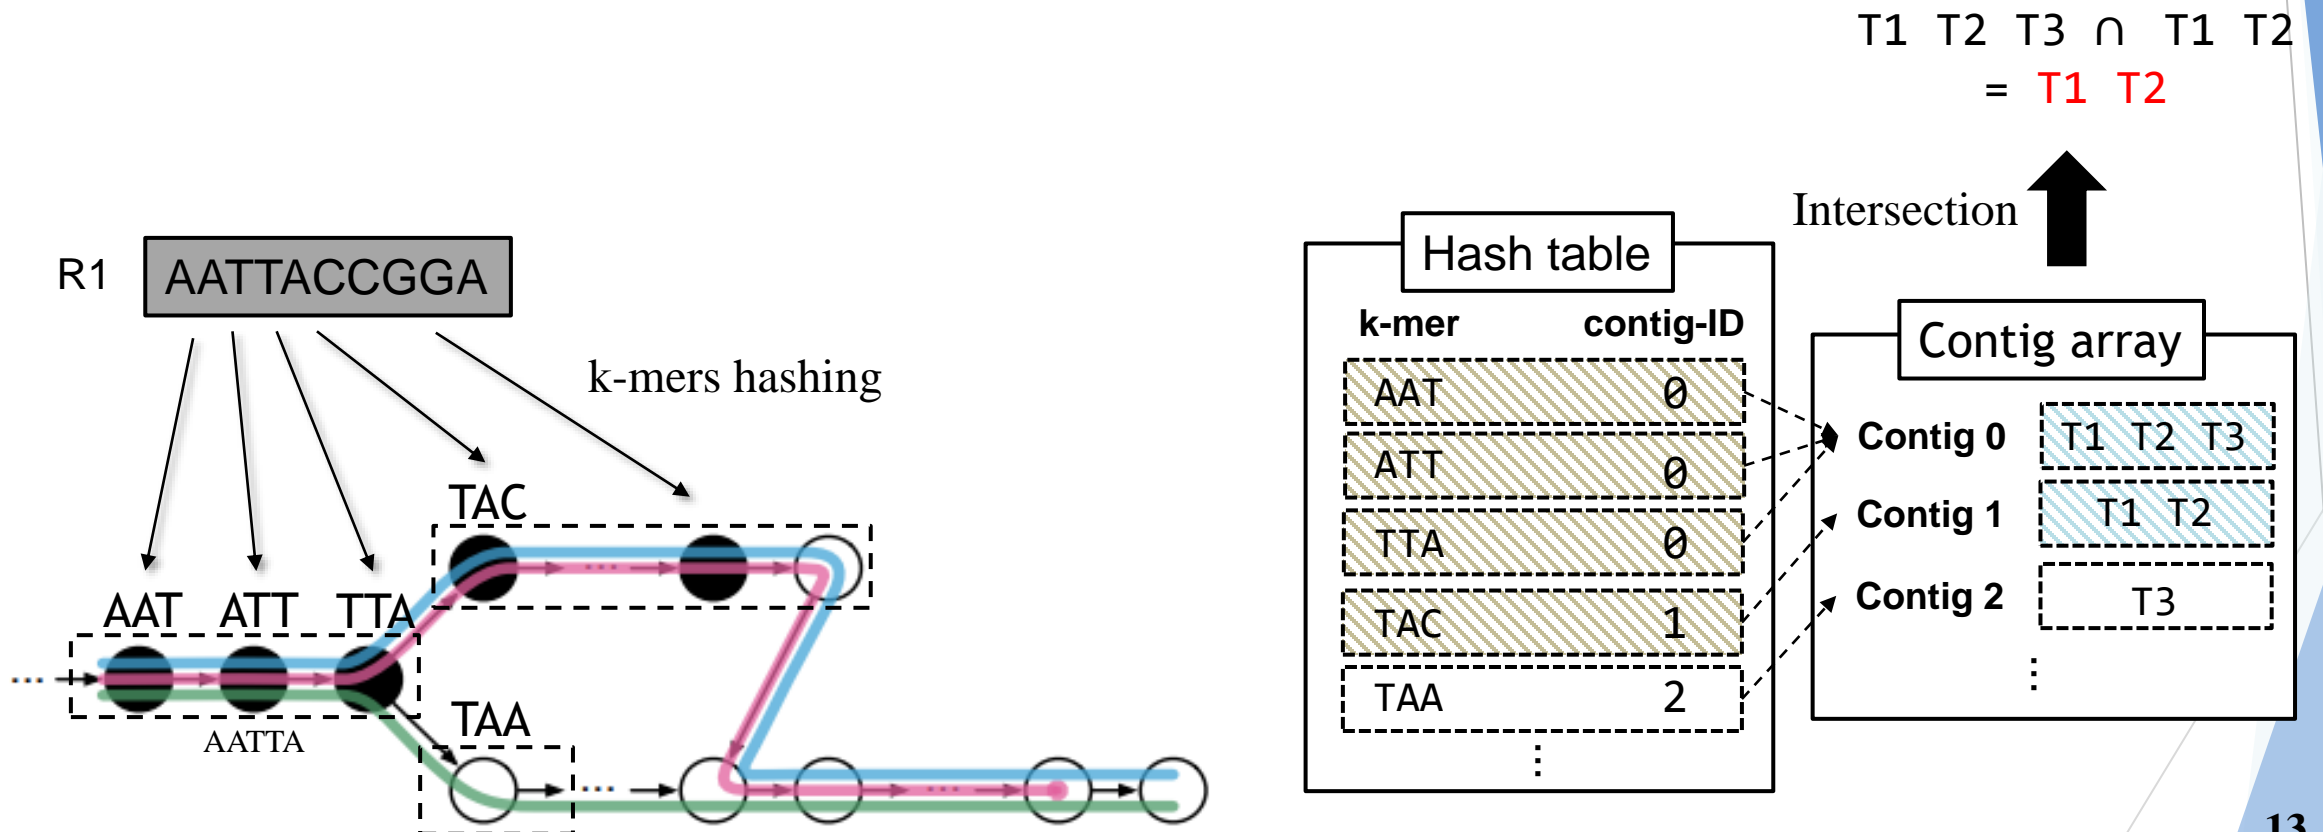 T1 T2 T3 ∩ T1 T2
= T1 T2
Intersection
R1 AATTACCGGA
k-mers hashing
TAC
AAT ATT TTA
...
...
AATTA
TAA
...
...
Hash table
k-mer contig-ID
AAT 0
ATT 0
TTA 0
TAC 1
TAA 2
⋮
Contig array
Contig 0 T1 T2 T3
Contig 1 T1 T2
Contig 2 T3
⋮
13